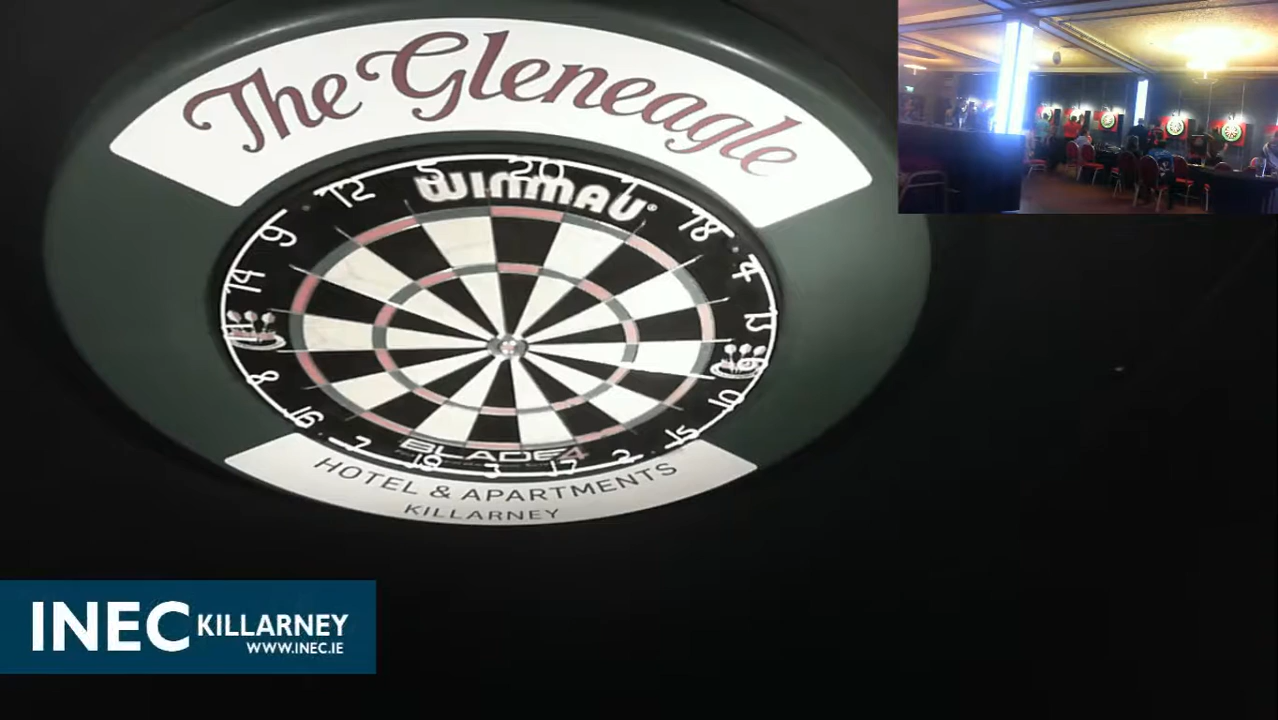 The Gleneagle
WINMAU
5 20 1
12 18
9 4
14 13
11 6
8 10
16 15
7 19 3 17 2
BLADE 4
HOTEL & APARTMENTS
KILLARNEY
INEC KILLARNEY
WWW.INEC.IE